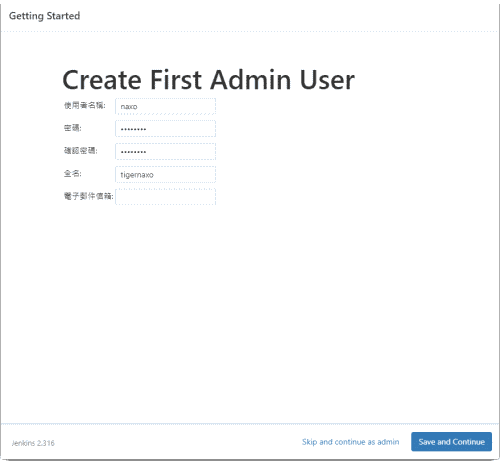 Getting Started
Create First Admin User
使用者名稱: naxo
密碼: ••••••••
確認密碼: ••••••••
全名: tigernaxo
電子郵件信箱:
Jenkins 2.316
Skip and continue as admin
Save and Continue